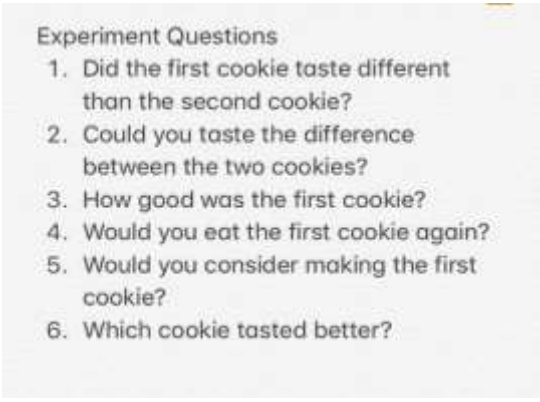 Experiment Questions
1. Did the first cookie taste different
than the second cookie?
2. Could you taste the difference
between the two cookies?
3. How good was the first cookie?
4. Would you eat the first cookie again?
5. Would you consider making the first
cookie?
6. Which cookie tasted better?